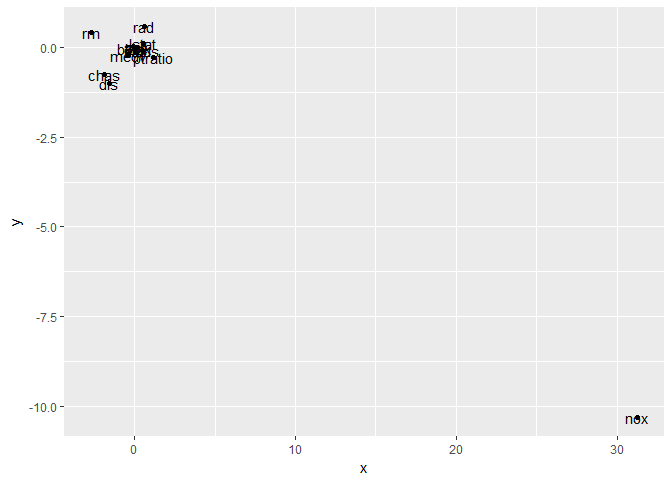 rad
rm
0.0
lstat
medv
ptratio
chas
dis
-2.5
y
-5.0
-7.5
-10.0
nox
0
10
20
30
x